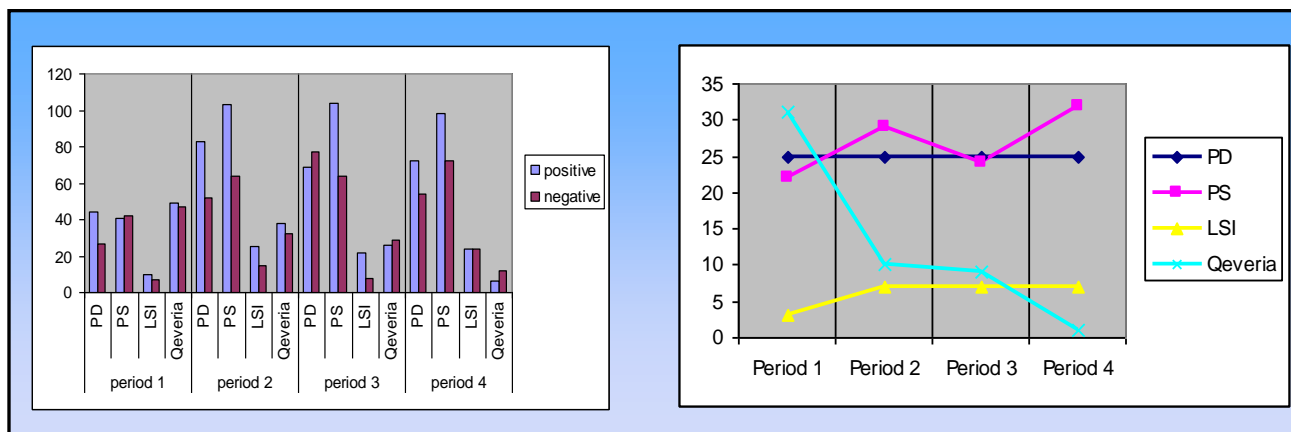 120
100
80
60
40
20
0
PD PS LSI Qeveria PD PS LSI Qeveria PD PS LSI Qeveria PD PS LSI Qeveria
period 1 period 2 period 3 period 4
positive
negative
35
30
25
20
15
10
5
0
Period 1 Period 2 Period 3 Period 4
PD
PS
LSI
Qeveria